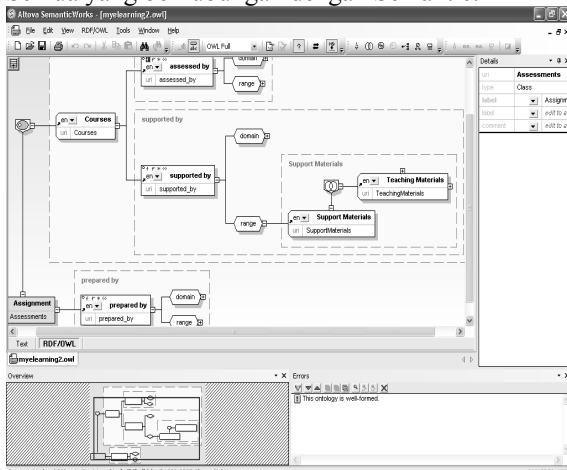 Altova SemanticWorks - [myelearning2.owl]
File Edit View RDF/OWL Tools Window Help
OWL Full
Details
uri Assessments
type Class
label Assignm
label edit to a
comment edit to a
en assessed by
uri assessed_by
domain
range
en Courses
uri Courses
supported by
en supported by
uri supported_by
domain
range
Support Materials
en Teaching Materials
uri TeachingMaterials
en Support Materials
uri SupportMaterials
prepared by
Assignment
Assessments
en prepared by
uri prepared_by
domain
range
Text RDF/OWL
myelearning2.owl
Overview
Errors
This ontology is well-formed.